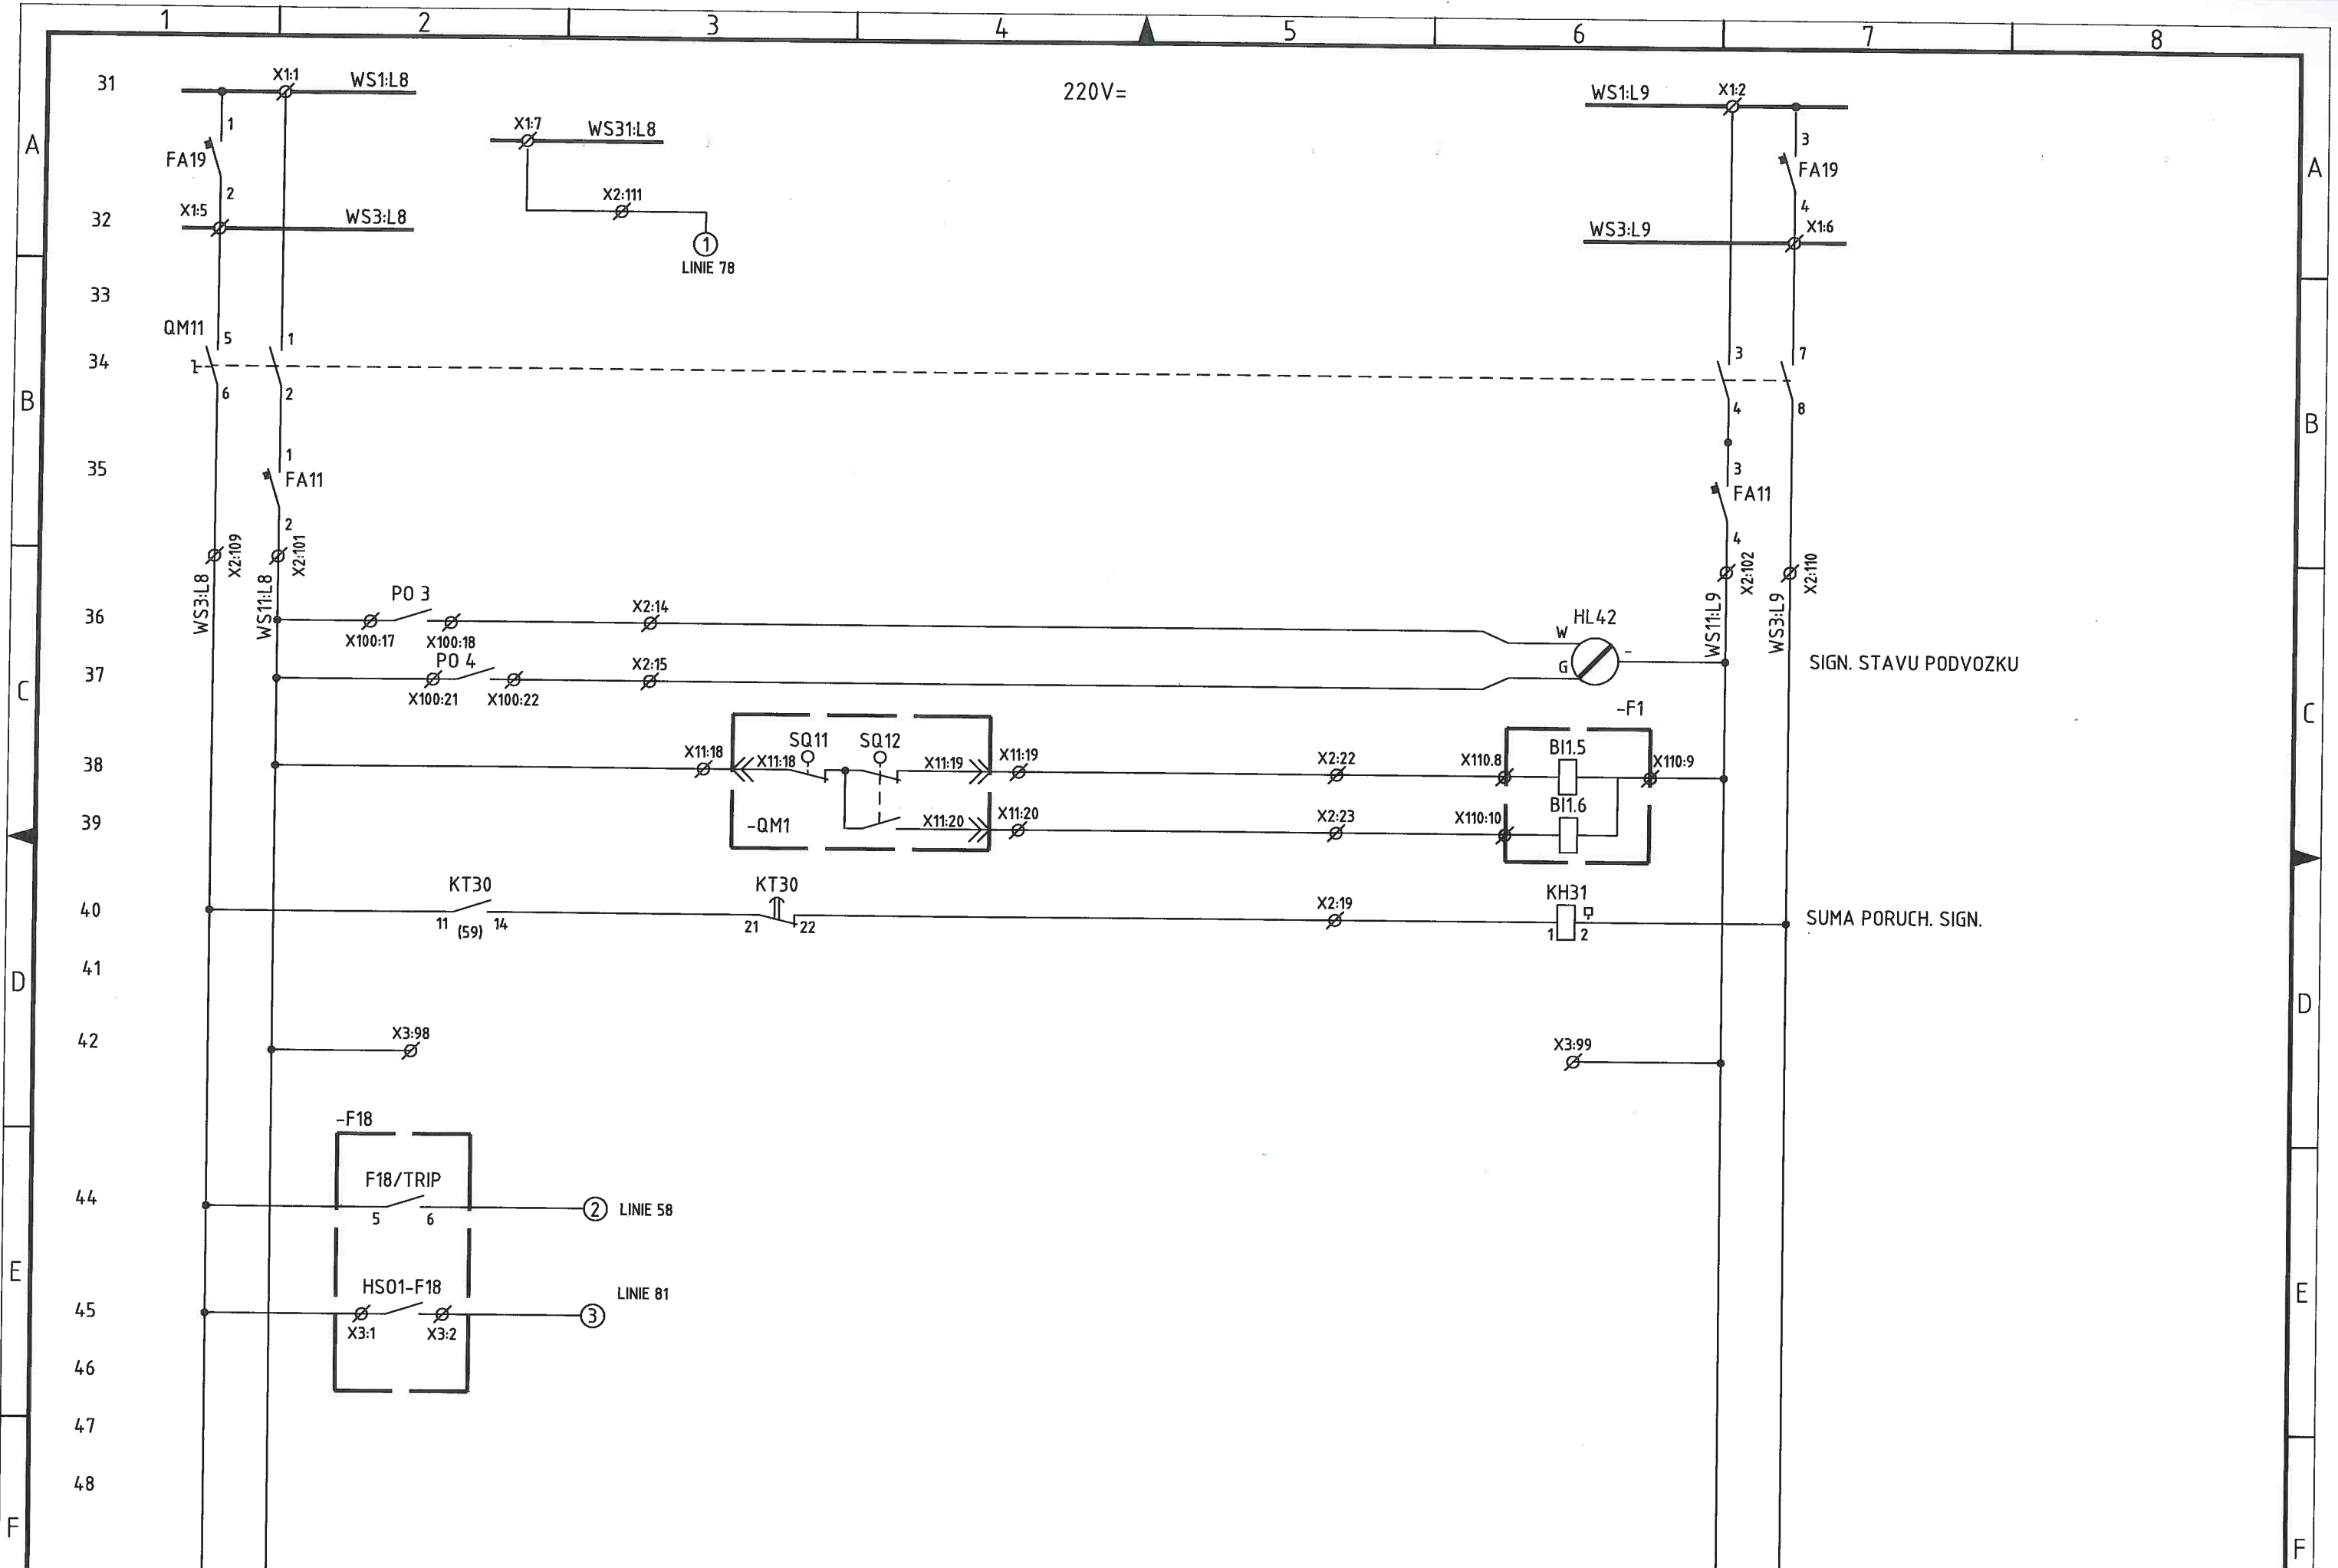 1 2 3 4 5 6 7 8
31 X1:1 WS1:L8 220V= WS1:L9 X1:2
A 1 X1:7 WS31:L8 3 A
FA19 FA19
2 X2:111 4
32 X1:5 WS3:L8 WS3:L9 X1:6
1
LINIE 78
33
QM11 5 1 3 7
34
B 6 2 4 8 B
35 1 3
FA11 FA11
2 4
X2:109 X2:101 X2:102 X2:110
WS3:L8 WS11:L8 WS11:L9 WS3:L9
36 PO 3 X2:14 HL42
X100:17 X100:18 W
37 PO 4 X2:15 G - SIGN. STAVU PODVOZKU
C X100:21 X100:22 C
-F1
38 X11:18 X11:18 SQ11 SQ12 X11:19 X11:19 X2:22 X110.8 BI1.5 X110:9
39 -QM1 X11:20 X11:20 X2:23 X110:10 BI1.6
KT30 KT30 KH31
40 X2:19 SUMA PORUCH. SIGN.
11 (59) 14 21 22 1 2
41
D D
42 X3:98 X3:99
-F18
44 F18/TRIP
5 6 2 LINIE 58
E E
HS01-F18 LINIE 81
45 3
X3:1 X3:2
46
47
48
F F